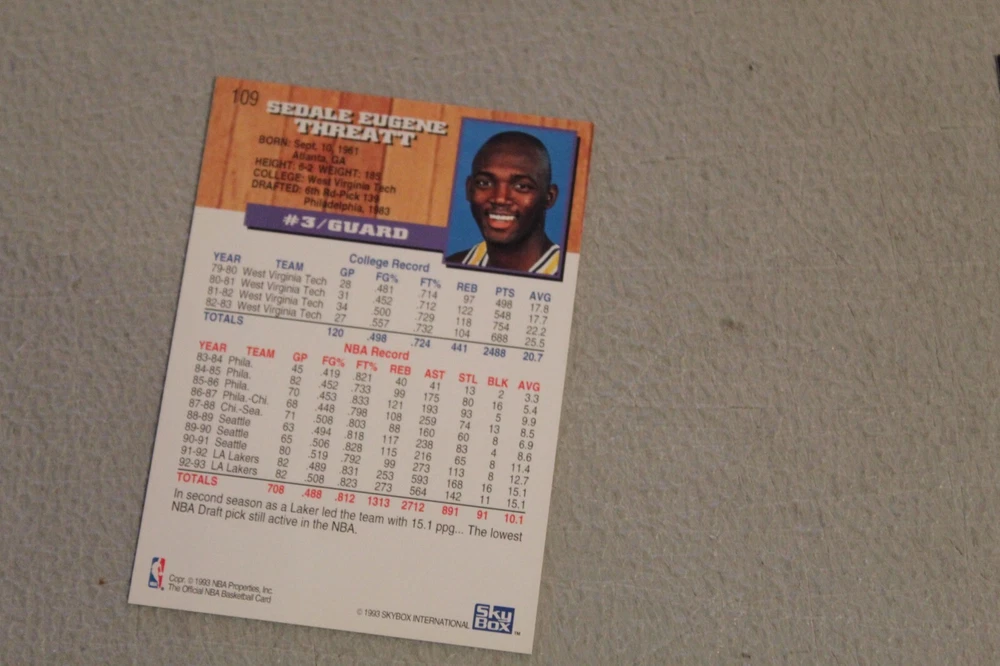 109
SEDALE EUGENE
THREATT
BORN: Sept. 10, 1961
Atlanta, GA
HEIGHT: 6-2 WEIGHT: 185
COLLEGE: West Virginia Tech
DRAFTED: 6th Rd-Pick 139
Philadelphia, 1983
#3/GUARD
College Record
YEAR TEAM GP FG% FT% REB PTS AVG
79-80 West Virginia Tech 28 .481 .714 97 498 17.8
80-81 West Virginia Tech 31 .452 .712 122 548 17.7
81-82 West Virginia Tech 34 .500 .729 118 754 22.2
82-83 West Virginia Tech 27 .557 .732 104 688 25.5
TOTALS 120 .498 .724 441 2488 20.7
NBA Record
YEAR TEAM GP FG% FT% REB AST STL BLK AVG
83-84 Phila. 45 .419 .821 40 41 13 2 3.3
84-85 Phila. 82 .452 .733 99 175 80 16 5.4
85-86 Phila. 70 .453 .833 121 193 93 5 9.9
86-87 Phila.-Chi. 68 .448 .798 108 259 74 13 8.5
87-88 Chi.-Sea. 71 .508 .803 88 160 60 8 6.9
88-89 Seattle 63 .494 .818 117 238 83 4 8.6
89-90 Seattle 65 .506 .828 115 216 65 8 11.4
90-91 Seattle 80 .519 .792 99 273 113 8 12.7
91-92 LA Lakers 82 .489 .831 253 593 168 16 15.1
92-93 LA Lakers 82 .508 .823 273 564 142 11 15.1
TOTALS 708 .488 .812 1313 2712 891 91 10.1
In second season as a Laker led the team with 15.1 ppg... The lowest
NBA Draft pick still active in the NBA.
Copr. © 1993 NBA Properties, Inc.
The Official NBA Basketball Card
© 1993 SKYBOX INTERNATIONAL
Sky
Box ™